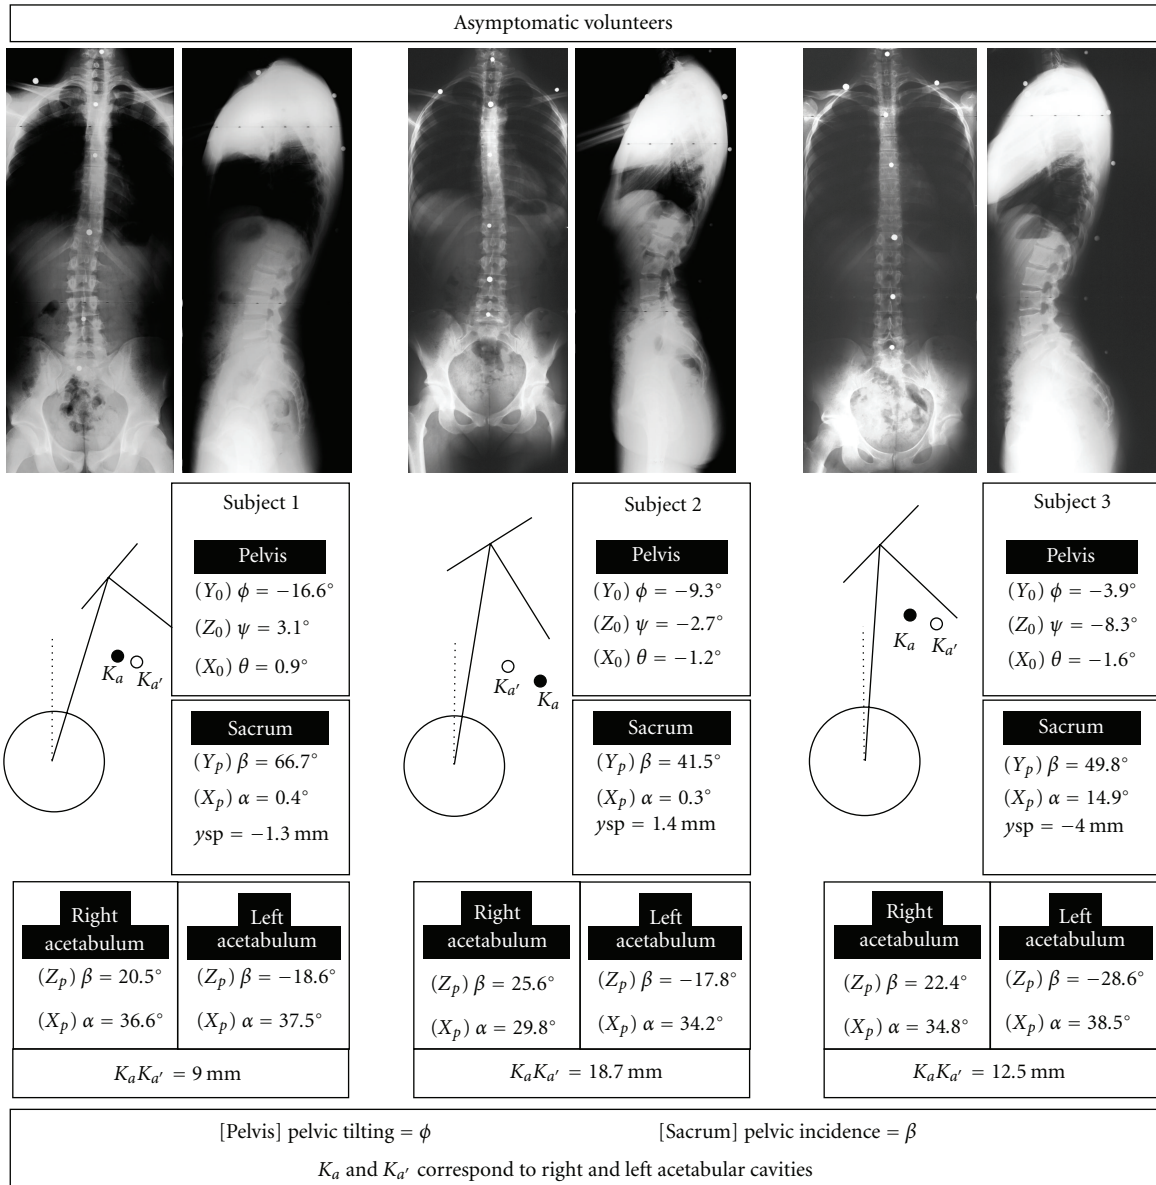 Asymptomatic volunteers
Subject 1
Pelvis
(Y₀) ϕ = −16.6°
(Z₀) ψ = 3.1°
(X₀) θ = 0.9°
Kₐ
Kₐ′
Sacrum
(Yₚ) β = 66.7°
(Xₚ) α = 0.4°
ysp = −1.3 mm
Right
acetabulum
(Zₚ) β = 20.5°
(Xₚ) α = 36.6°
Left
acetabulum
(Zₚ) β = −18.6°
(Xₚ) α = 37.5°
KₐKₐ′ = 9 mm
Subject 2
Pelvis
(Y₀) ϕ = −9.3°
(Z₀) ψ = −2.7°
(X₀) θ = −1.2°
Kₐ′
Kₐ
Sacrum
(Yₚ) β = 41.5°
(Xₚ) α = 0.3°
ysp = 1.4 mm
Right
acetabulum
(Zₚ) β = 25.6°
(Xₚ) α = 29.8°
Left
acetabulum
(Zₚ) β = −17.8°
(Xₚ) α = 34.2°
KₐKₐ′ = 18.7 mm
Subject 3
Pelvis
(Y₀) ϕ = −3.9°
(Z₀) ψ = −8.3°
(X₀) θ = −1.6°
Kₐ
Kₐ′
Sacrum
(Yₚ) β = 49.8°
(Xₚ) α = 14.9°
ysp = −4 mm
Right
acetabulum
(Zₚ) β = 22.4°
(Xₚ) α = 34.8°
Left
acetabulum
(Zₚ) β = −28.6°
(Xₚ) α = 38.5°
KₐKₐ′ = 12.5 mm
[Pelvis] pelvic tilting = ϕ
[Sacrum] pelvic incidence = β
Kₐ and Kₐ′ correspond to right and left acetabular cavities